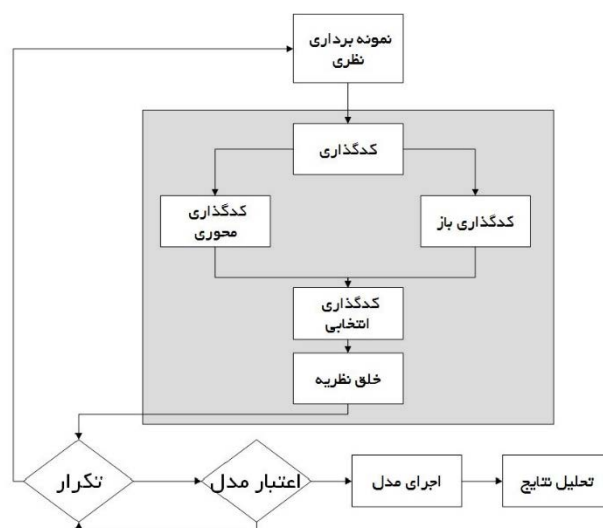 نمونه برداری
نظری
کدگذاری
کدگذاری باز
کدگذاری
محوری
کدگذاری
انتخابی
خلق نظریه
تکرار
اعتبار مدل
اجرای مدل
تحلیل نتایج